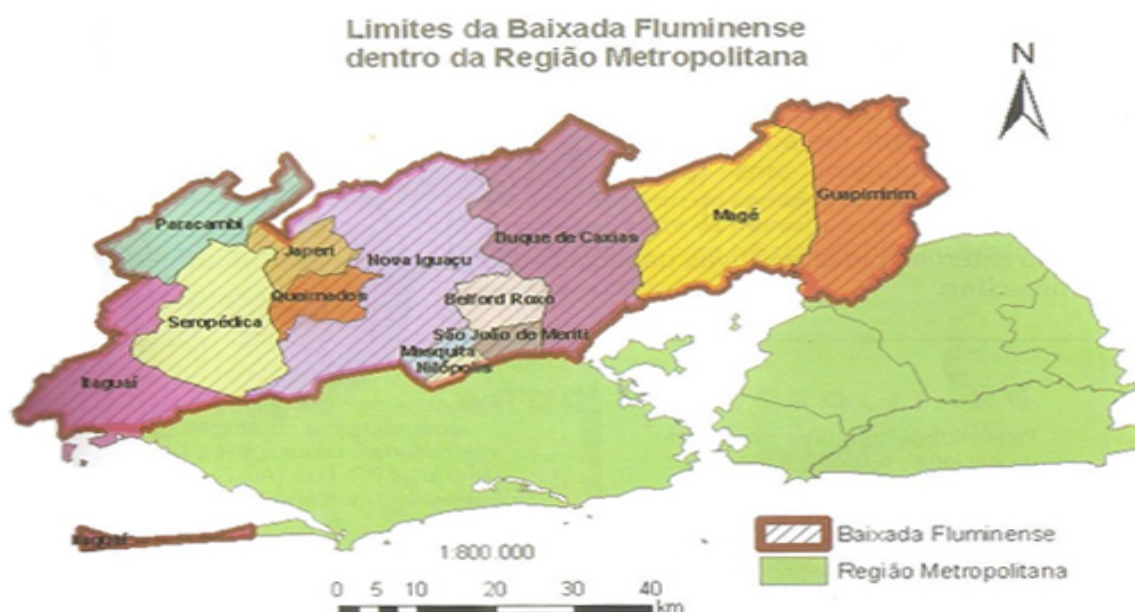 Limites da Baixada Fluminense
dentro da Região Metropolitana
N
Paracambi
Japeri
Nova Iguaçu
Duque de Caxias
Magé
Guapimirim
Queimados
Belford Roxo
Seropédica
São João de Meriti
Mesquita
Nilópolis
Itaguaí
Itaguaí
1:800.000
0 5 10 20 30 40
km
Baixada Fluminense
Região Metropolitana